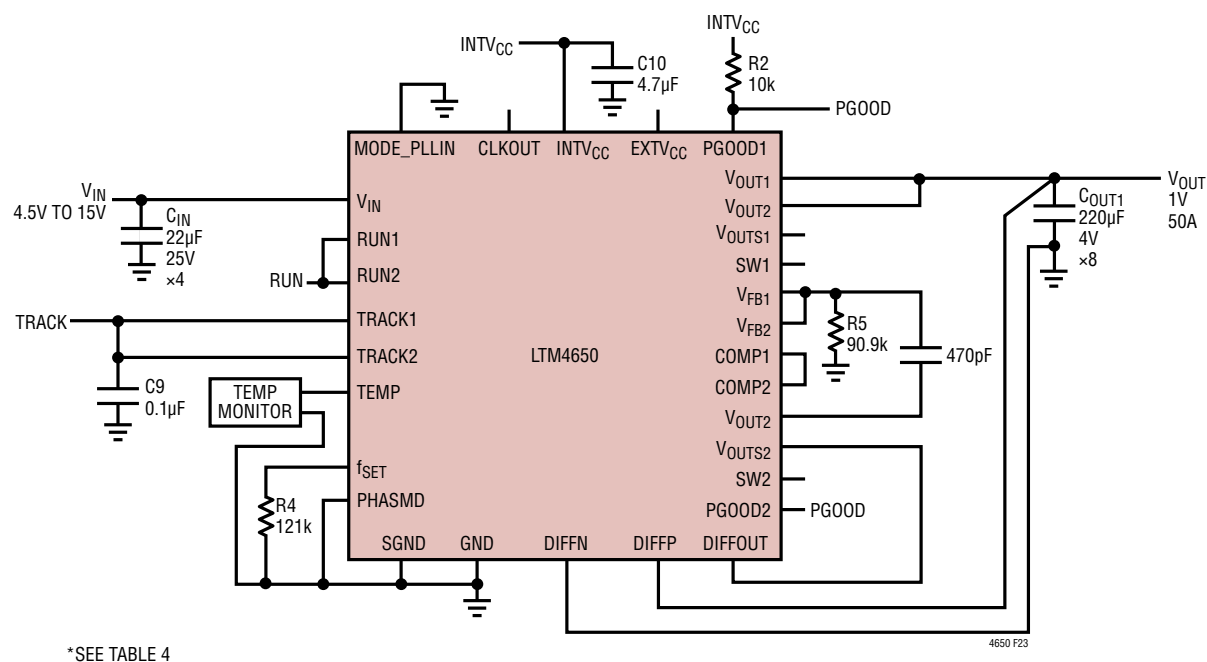 INTVCC
INTVCC
C10
4.7µF
R2
10k
PGOOD
MODE_PLLIN
CLKOUT
INTVCC
EXTVCC
PGOOD1
VIN
4.5V TO 15V
CIN
22µF
25V
×4
VIN
RUN1
RUN2
RUN
TRACK
TRACK1
TRACK2
C9
0.1µF
TEMP
MONITOR
TEMP
fSET
R4
121k
PHASMD
SGND
GND
DIFFN
DIFFP
DIFFOUT
LTM4650
VOUT1
VOUT2
VOUTS1
SW1
VFB1
VFB2
COMP1
COMP2
VOUT2
VOUTS2
SW2
PGOOD2
PGOOD
R5
90.9k
470pF
COUT1
220µF
4V
×8
VOUT
1V
50A
4650 F23
*SEE TABLE 4